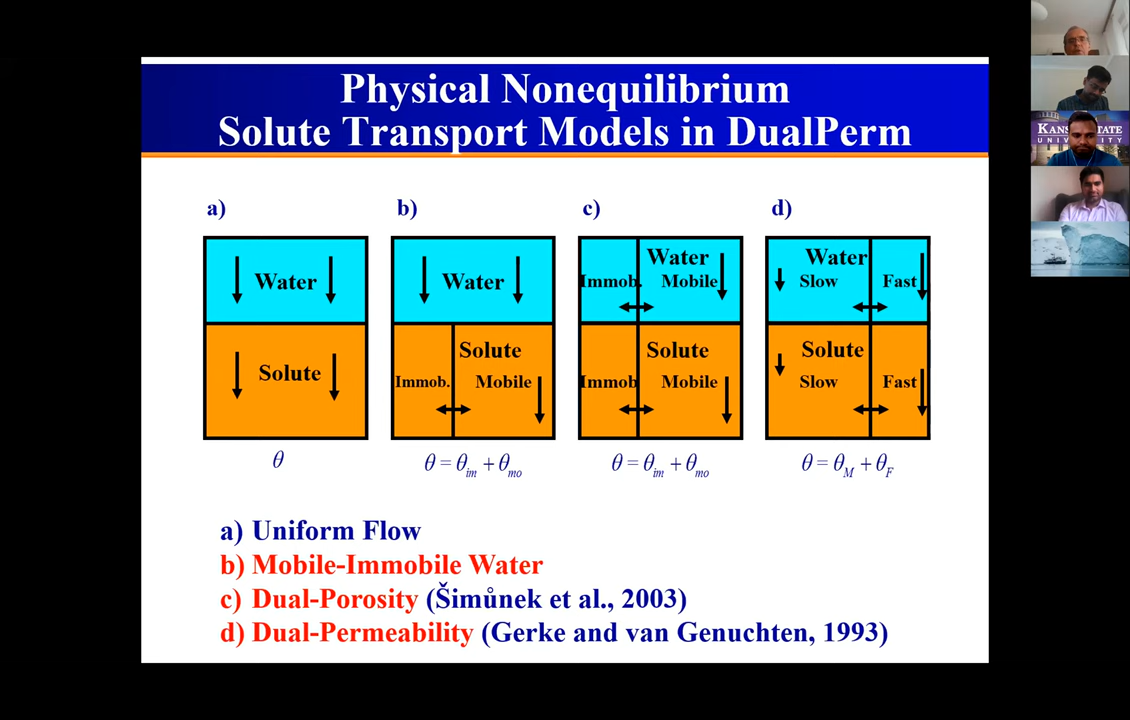 Physical Nonequilibrium
Solute Transport Models in DualPerm
a) b) c) d)
Water
Solute
θ
Water
Solute
Immob. Mobile
θ = θim + θmo
Water
Immob. Mobile
Solute
Immob Mobile
θ = θim + θmo
Water
Slow Fast
Solute
Slow Fast
θ = θM + θF
a) Uniform Flow
b) Mobile-Immobile Water
c) Dual-Porosity (Šimůnek et al., 2003)
d) Dual-Permeability (Gerke and van Genuchten, 1993)